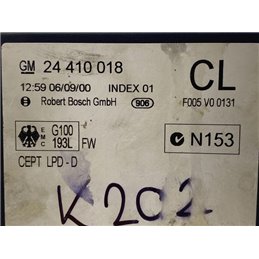 GM 24 410 018 CL
12:59 06/09/00 INDEX 01
Robert Bosch GmbH 906 F005 V0 0131
EMC G100 193L FW N153
CEPT LPD - D
K202